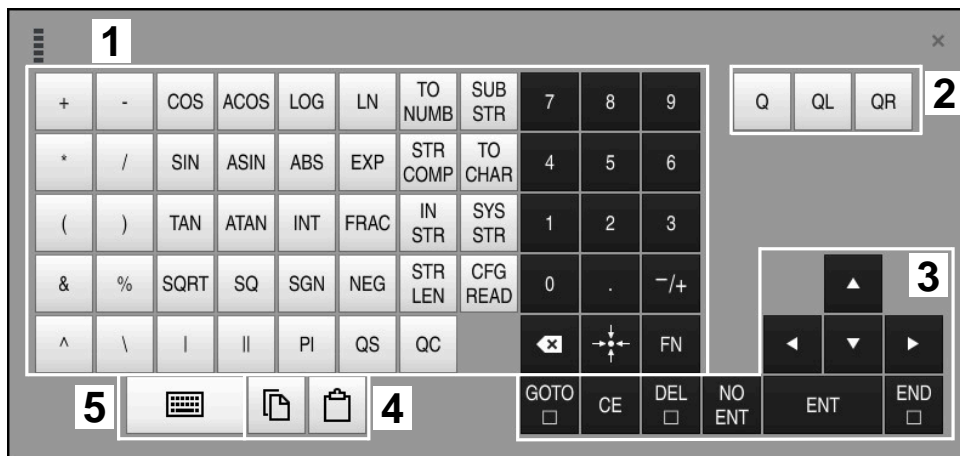 1
×
+ - COS ACOS LOG LN TO NUMB SUB STR 7 8 9 Q QL QR 2
* / SIN ASIN ABS EXP STR COMP TO CHAR 4 5 6
( ) TAN ATAN INT FRAC IN STR SYS STR 1 2 3
& % SQRT SQ SGN NEG STR LEN CFG READ 0 . −/+ 3
^ \ | || PI QS QC FN
5 4 GOTO □ CE DEL □ NO ENT ENT END □